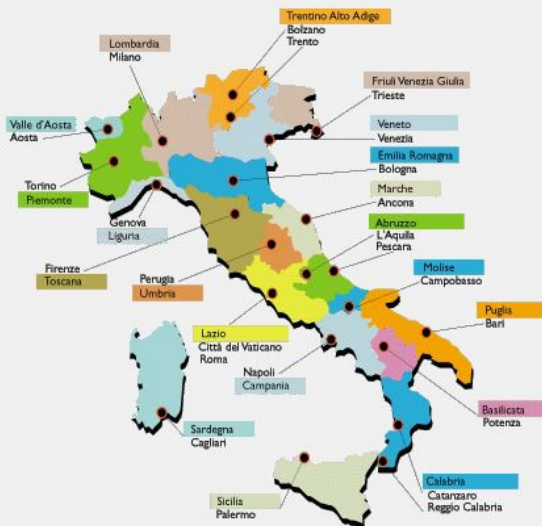 Trentino Alto Adige
Bolzano
Trento
Lombardia
Milano
Friuli Venezia Giulia
Trieste
Valle d'Aosta
Aosta
Veneto
Venezia
Emilia Romagna
Bologna
Torino
Piemonte
Marche
Ancona
Genova
Liguria
Abruzzo
L'Aquila
Pescara
Firenze
Toscana
Perugia
Umbria
Molise
Campobasso
Puglia
Bari
Lazio
Città del Vaticano
Roma
Napoli
Campania
Basilicata
Potenza
Sardegna
Cagliari
Calabria
Catanzaro
Reggio Calabria
Sicilia
Palermo